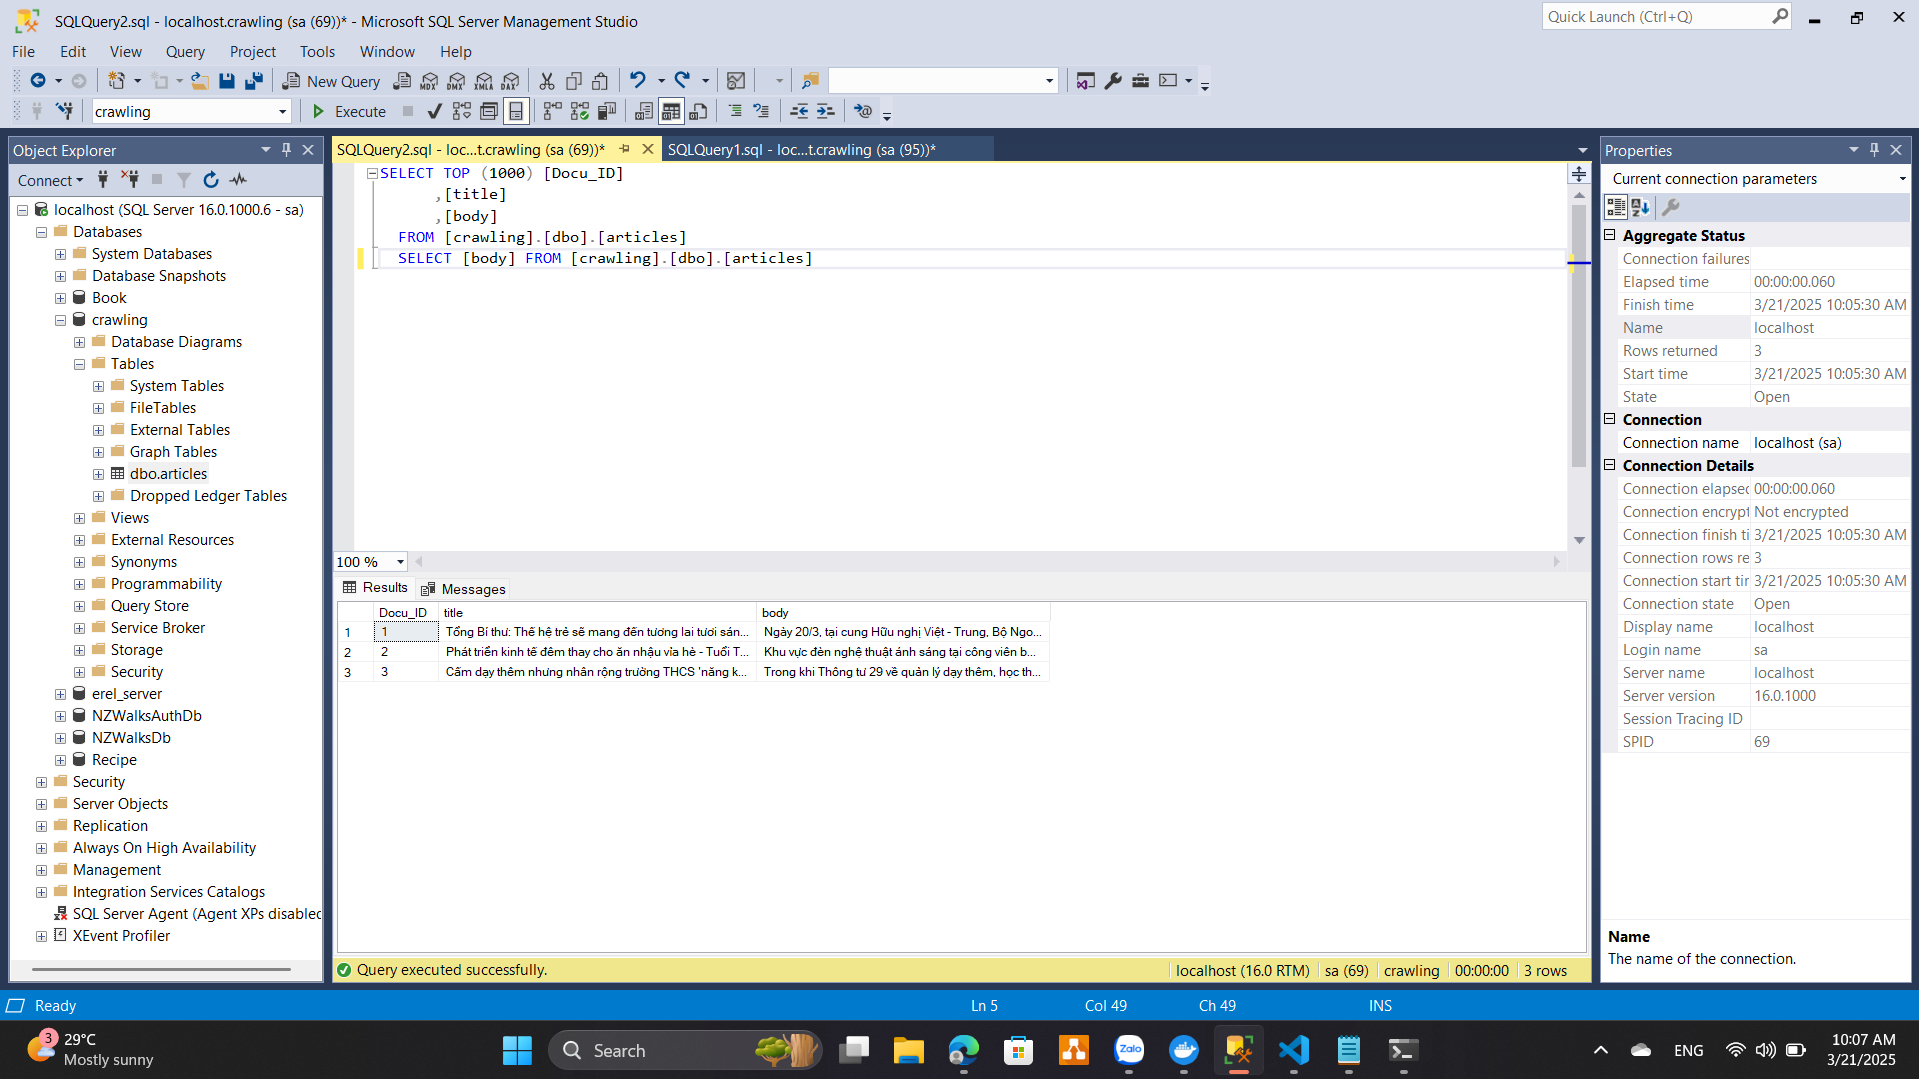 SQLQuery2.sql - localhost.crawling (sa (69))* - Microsoft SQL Server Management Studio
Quick Launch (Ctrl+Q)
File Edit View Query Project Tools Window Help
New Query
MDX DMX XMLA DAX
crawling
Execute
Object Explorer
Connect
localhost (SQL Server 16.0.1000.6 - sa)
Databases
System Databases
Database Snapshots
Book
crawling
Database Diagrams
Tables
System Tables
FileTables
External Tables
Graph Tables
dbo.articles
Dropped Ledger Tables
Views
External Resources
Synonyms
Programmability
Query Store
Service Broker
Storage
Security
erel_server
NZWalksAuthDb
NZWalksDb
Recipe
Security
Server Objects
Replication
Always On High Availability
Management
Integration Services Catalogs
SQL Server Agent (Agent XPs disabled
XEvent Profiler
SQLQuery2.sql - loc...t.crawling (sa (69))*
SQLQuery1.sql - loc...t.crawling (sa (95))*
SELECT TOP (1000) [Docu_ID]
,[title]
,[body]
FROM [crawling].[dbo].[articles]
SELECT [body] FROM [crawling].[dbo].[articles]
100 %
Results Messages
Docu_ID title body
1 1 Tổng Bí thư: Thế hệ trẻ sẽ mang đến tương lai tươi sán... Ngày 20/3, tại cung Hữu nghị Việt - Trung, Bộ Ngo...
2 2 Phát triển kinh tế đêm thay cho ăn nhậu vỉa hè - Tuổi T... Khu vực đèn nghệ thuật ánh sáng tại công viên b...
3 3 Cấm dạy thêm nhưng nhân rộng trường THCS 'năng k... Trong khi Thông tư 29 về quản lý dạy thêm, học th...
Query executed successfully.
localhost (16.0 RTM) sa (69) crawling 00:00:00 3 rows
Properties
Current connection parameters
Aggregate Status
Connection failures
Elapsed time 00:00:00.060
Finish time 3/21/2025 10:05:30 AM
Name localhost
Rows returned 3
Start time 3/21/2025 10:05:30 AM
State Open
Connection
Connection name localhost (sa)
Connection Details
Connection elapsed 00:00:00.060
Connection encrypt Not encrypted
Connection finish ti 3/21/2025 10:05:30 AM
Connection rows re 3
Connection start tim 3/21/2025 10:05:30 AM
Connection state Open
Display name localhost
Login name sa
Server name localhost
Server version 16.0.1000
Session Tracing ID
SPID 69
Name
The name of the connection.
Ready
Ln 5 Col 49 Ch 49 INS
3
29°C
Mostly sunny
Search
Zalo
ENG
10:07 AM
3/21/2025